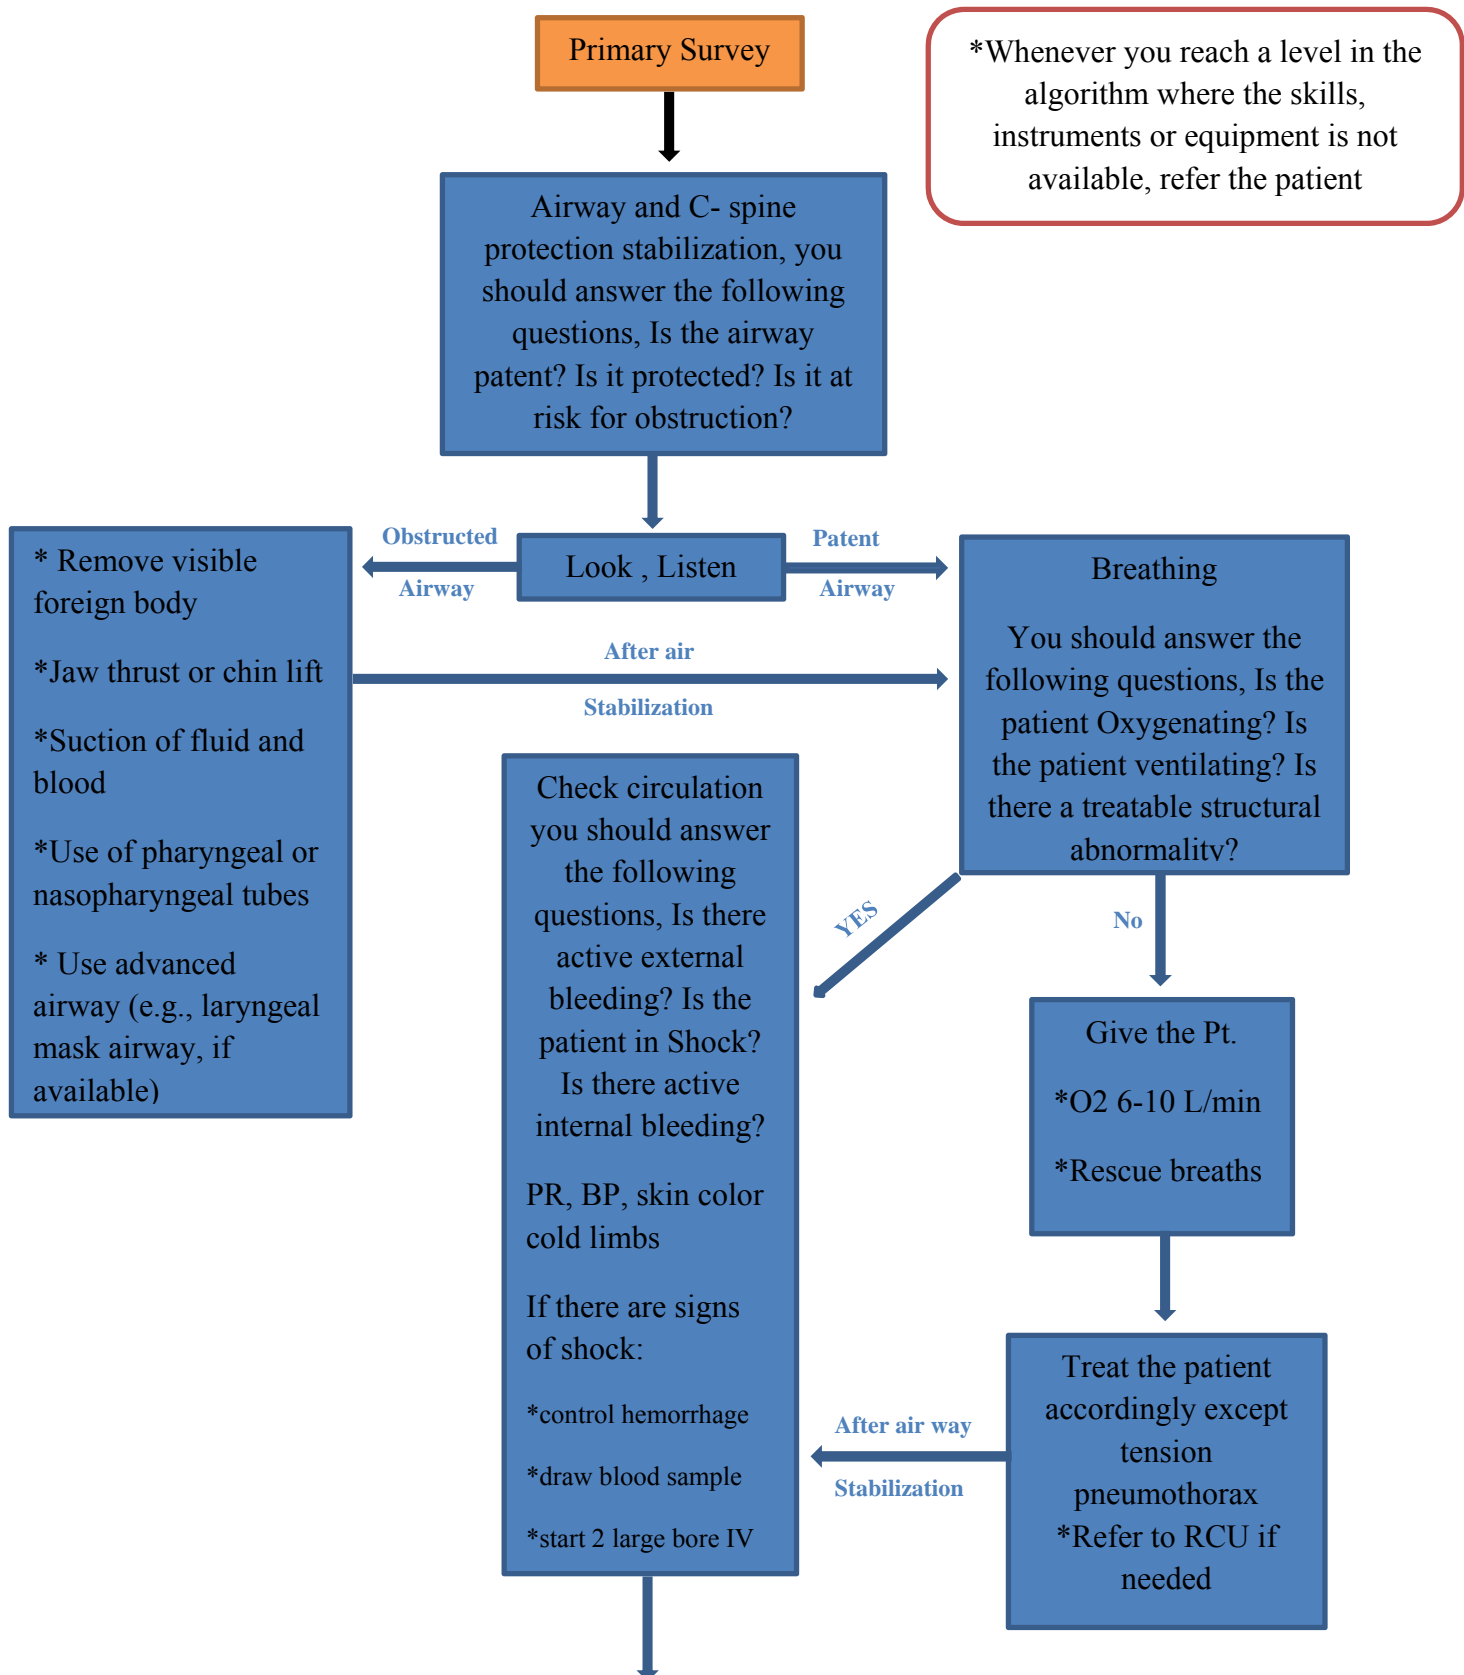 Primary Survey
*Whenever you reach a level in the
algorithm where the skills,
instruments or equipment is not
available, refer the patient
Airway and C- spine
protection stabilization, you
should answer the following
questions, Is the airway
patent? Is it protected? Is it at
risk for obstruction?
Obstructed
Airway
Look , Listen
Patent
Airway
* Remove visible
foreign body
*Jaw thrust or chin lift
*Suction of fluid and
blood
*Use of pharyngeal or
nasopharyngeal tubes
* Use advanced
airway (e.g., laryngeal
mask airway, if
available)
After air
Stabilization
Breathing
You should answer the
following questions, Is the
patient Oxygenating? Is
the patient ventilating? Is
there a treatable structural
abnormality?
YES
No
Check circulation
you should answer
the following
questions, Is there
active external
bleeding? Is the
patient in Shock?
Is there active
internal bleeding?
PR, BP, skin color
cold limbs
If there are signs
of shock:
*control hemorrhage
*draw blood sample
*start 2 large bore IV
Give the Pt.
*O2 6-10 L/min
*Rescue breaths
Treat the patient
accordingly except
tension
pneumothorax
*Refer to RCU if
needed
After air way
Stabilization